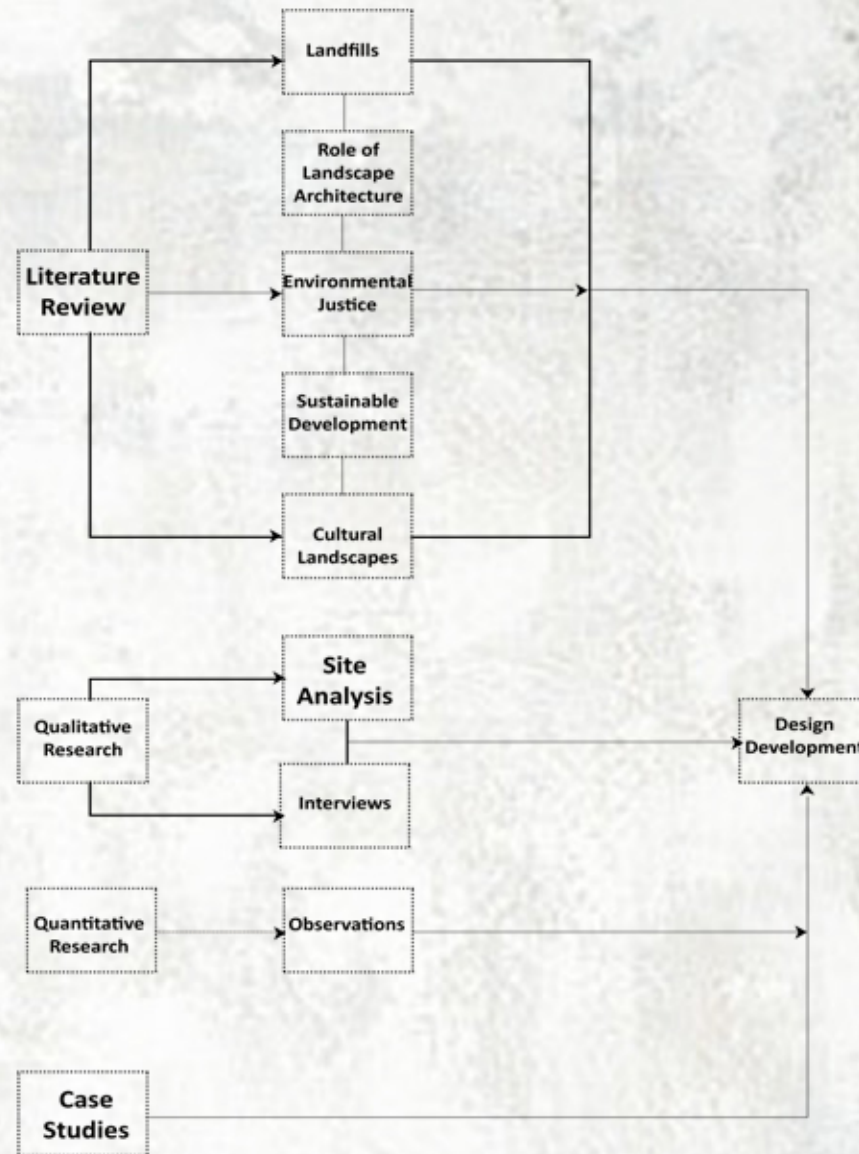 Landfills
Role of
Landscape
Architecture
Literature
Review
Environmental
Justice
Sustainable
Development
Cultural
Landscapes
Site
Analysis
Qualitative
Research
Design
Development
Interviews
Quantitative
Research
Observations
Case
Studies